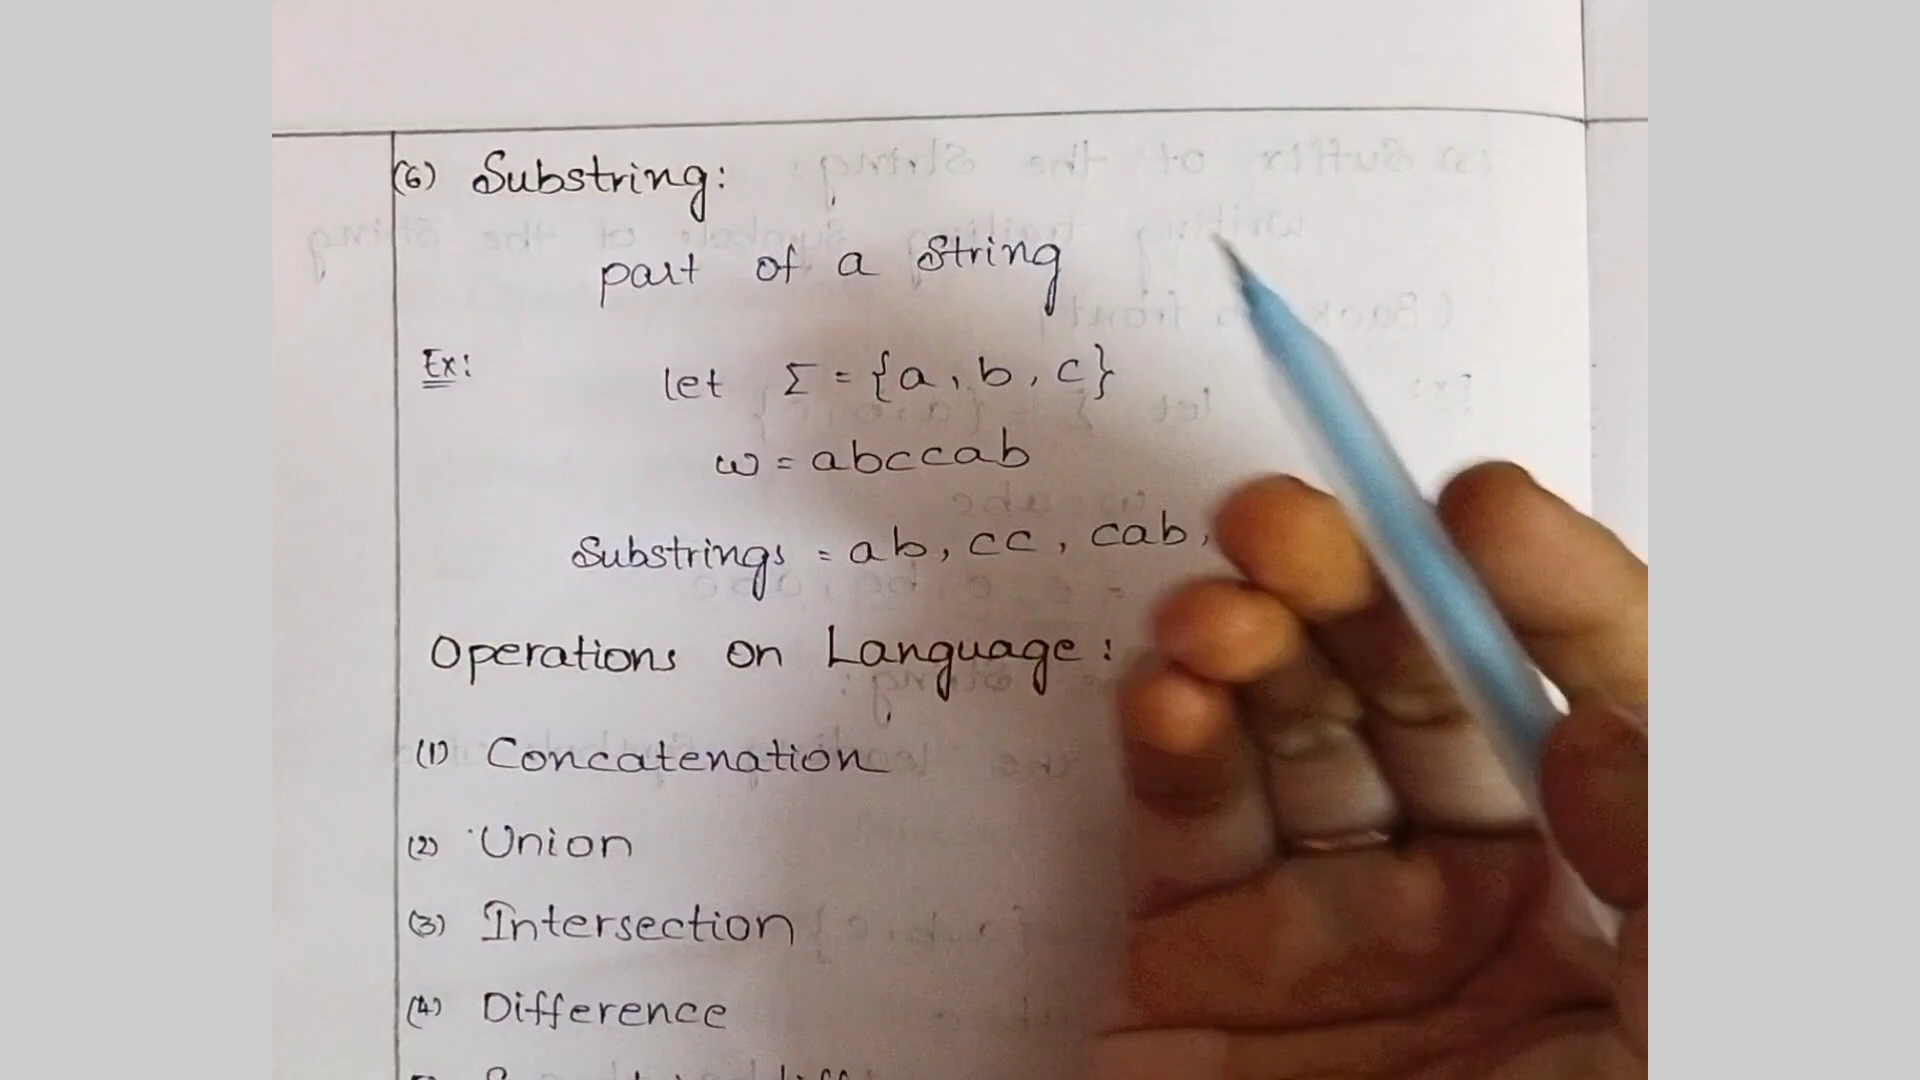 (6) Substring:
part of a string
Ex:
let Σ = {a, b, c}
ω = abccab
Substrings = ab, cc, cab,
Operations on Language:
(1) Concatenation
(2) Union
(3) Intersection
(4) Difference